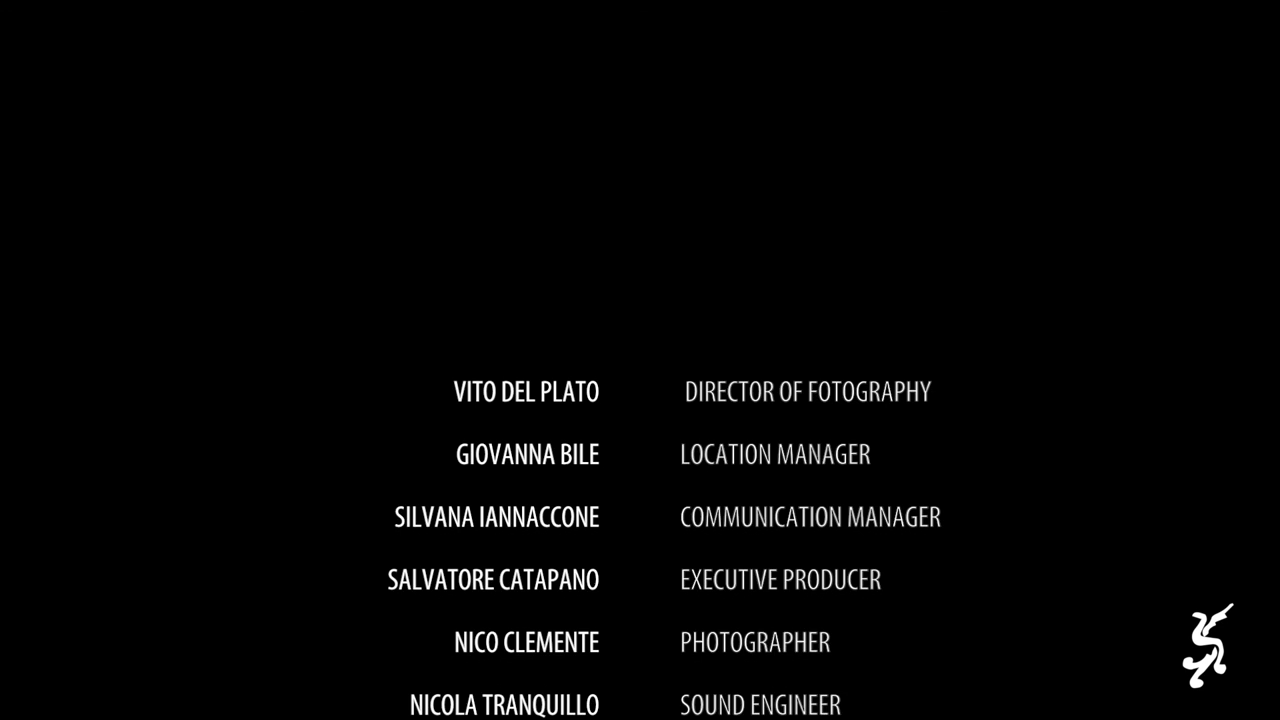 VITO DEL PLATO DIRECTOR OF FOTOGRAPHY
GIOVANNA BILE LOCATION MANAGER
SILVANA IANNACCONE COMMUNICATION MANAGER
SALVATORE CATAPANO EXECUTIVE PRODUCER
NICO CLEMENTE PHOTOGRAPHER
NICOLA TRANQUILLO SOUND ENGINEER